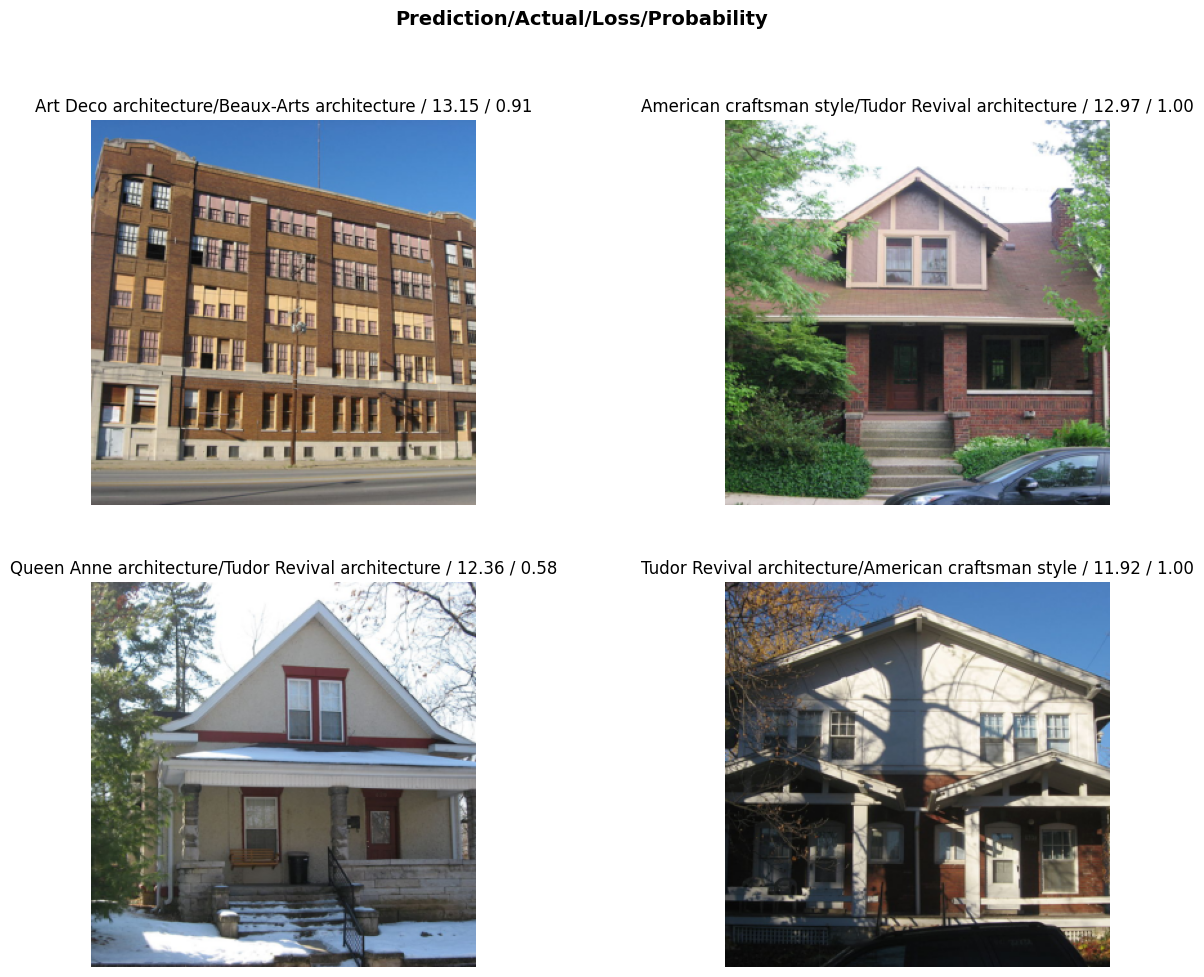 Prediction/Actual/Loss/Probability
Art Deco architecture/Beaux-Arts architecture / 13.15 / 0.91
American craftsman style/Tudor Revival architecture / 12.97 / 1.00
Queen Anne architecture/Tudor Revival architecture / 12.36 / 0.58
Tudor Revival architecture/American craftsman style / 11.92 / 1.00